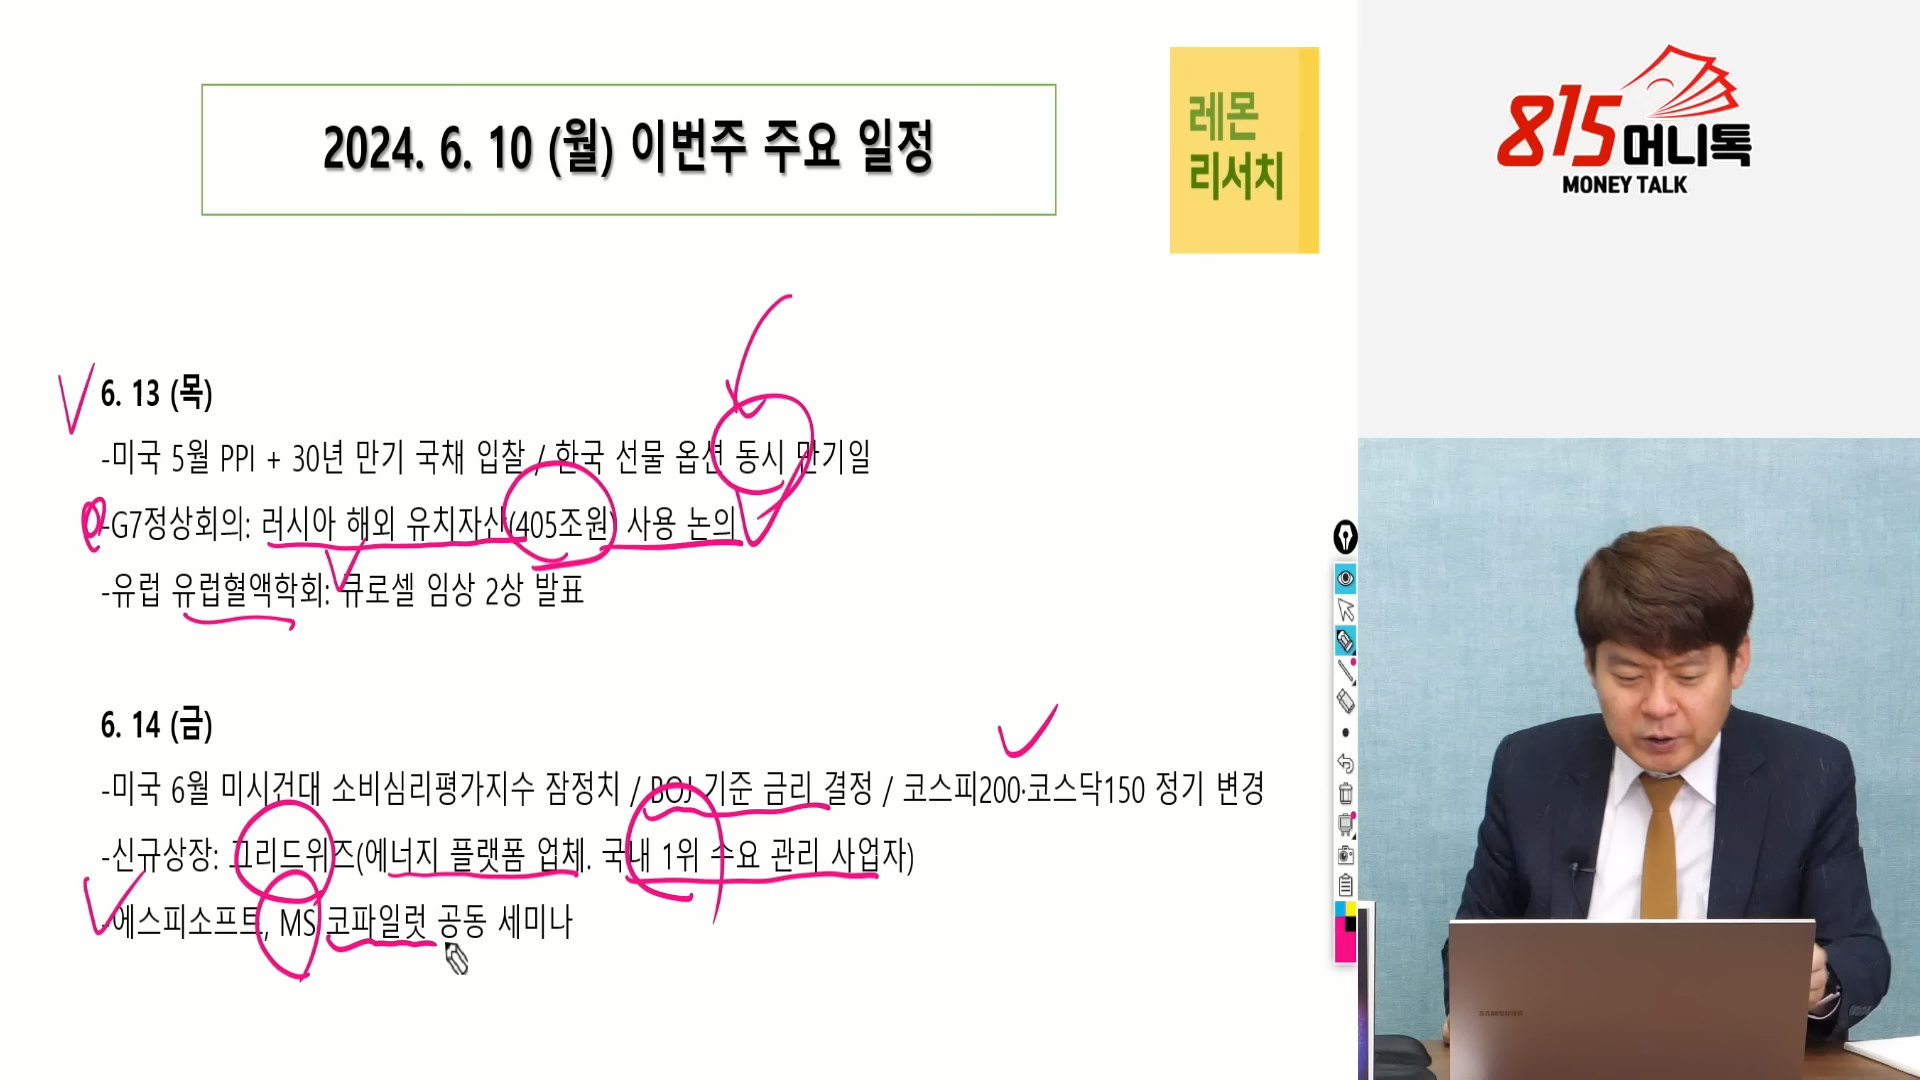 2024. 6. 10 (월) 이번주 주요 일정
레몬
리서치
815머니톡
MONEY TALK
6. 13 (목)
-미국 5월 PPI + 30년 만기 국채 입찰 / 한국 선물 옵션 동시 만기일
-G7정상회의: 러시아 해외 유치자산(405조원) 사용 논의
-유럽 유럽혈액학회: 큐로셀 임상 2상 발표
6. 14 (금)
-미국 6월 미시건대 소비심리평가지수 잠정치 / BOJ 기준 금리 결정 / 코스피200·코스닥150 정기 변경
-신규상장: 그리드위즈(에너지 플랫폼 업체. 국내 1위 수요 관리 사업자)
-에스피소프트, MS 코파일럿 공동 세미나
SAMSUNG